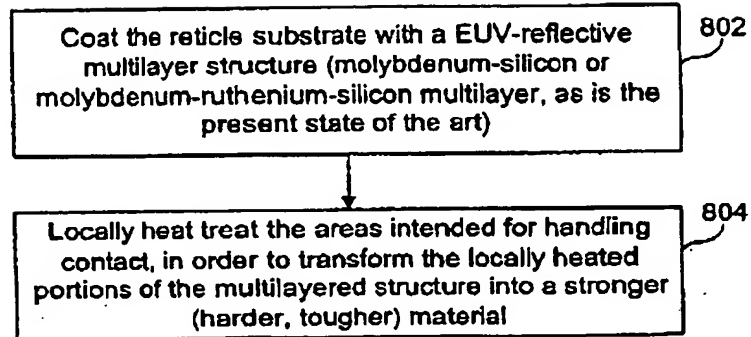 Coat the reticle substrate with a EUV-reflective
multilayer structure (molybdenum-silicon or
molybdenum-ruthenium-silicon multilayer, as is the
present state of the art)
802
Locally heat treat the areas intended for handling
contact, in order to transform the locally heated
portions of the multilayered structure into a stronger
(harder, tougher) material
804